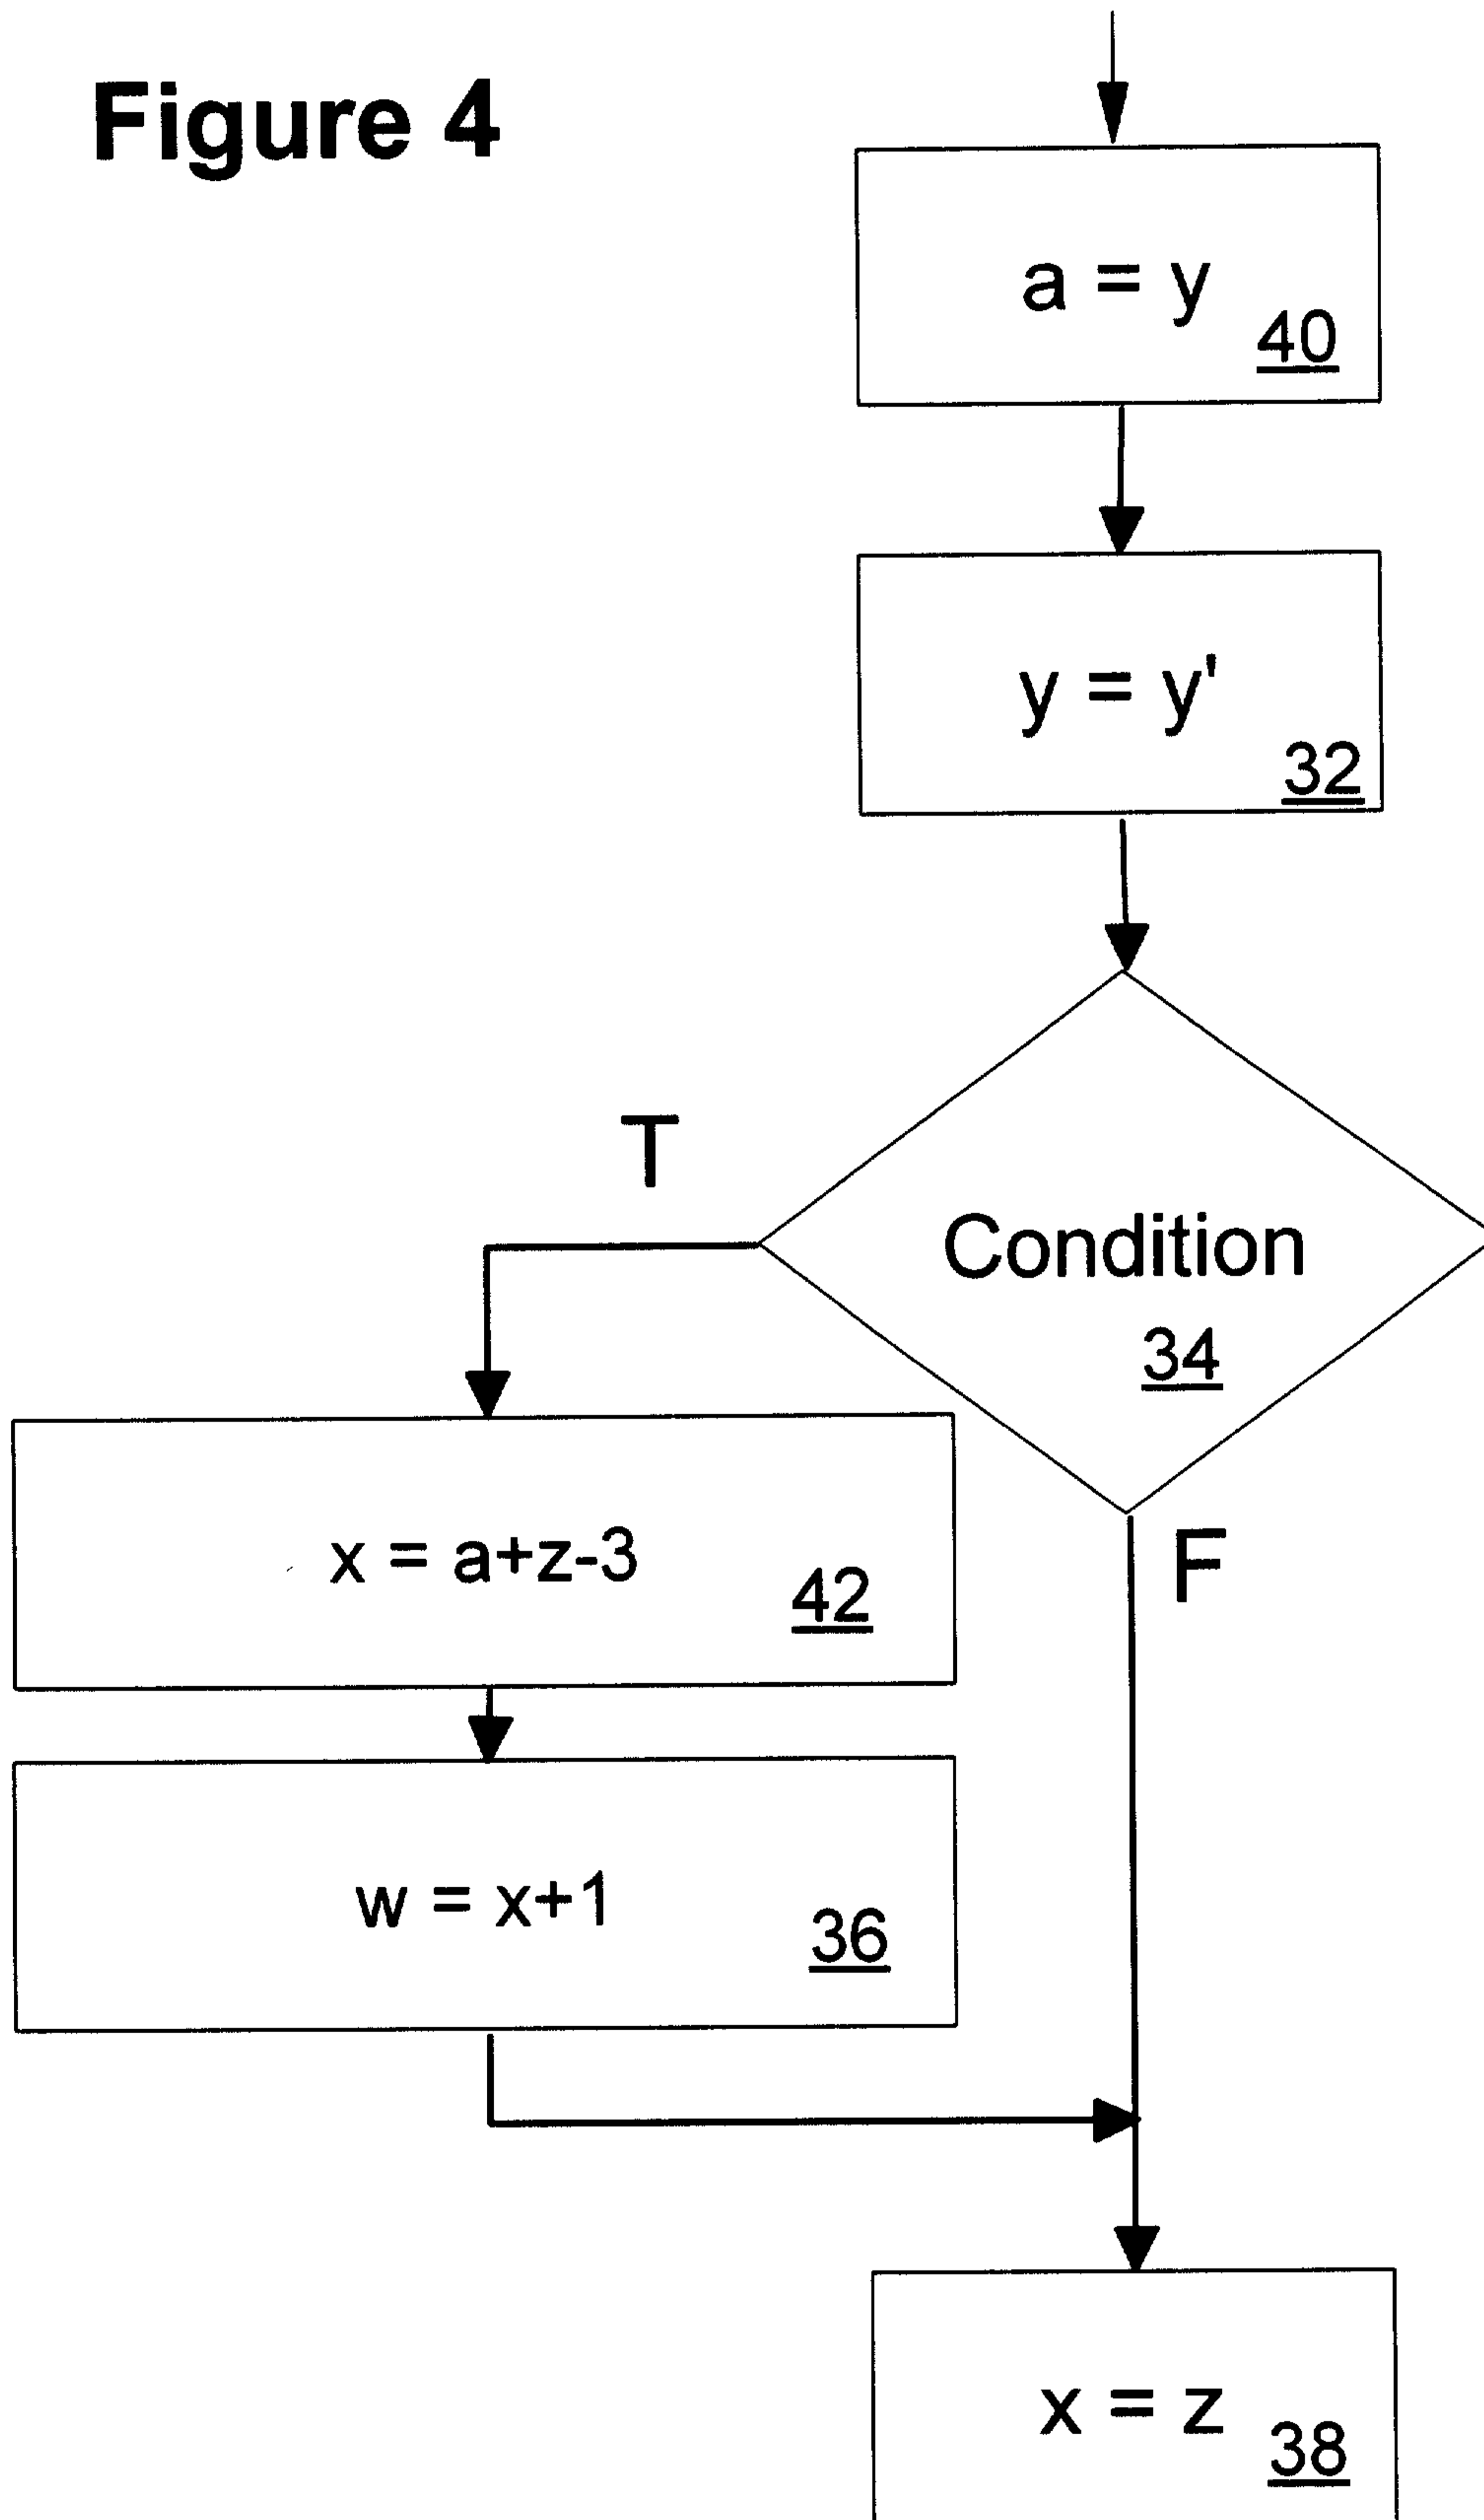 Figure 4
a = y
40
y = y'
32
T
Condition
34
x = a+z-3
42
F
w = x+1
36
x = z
38